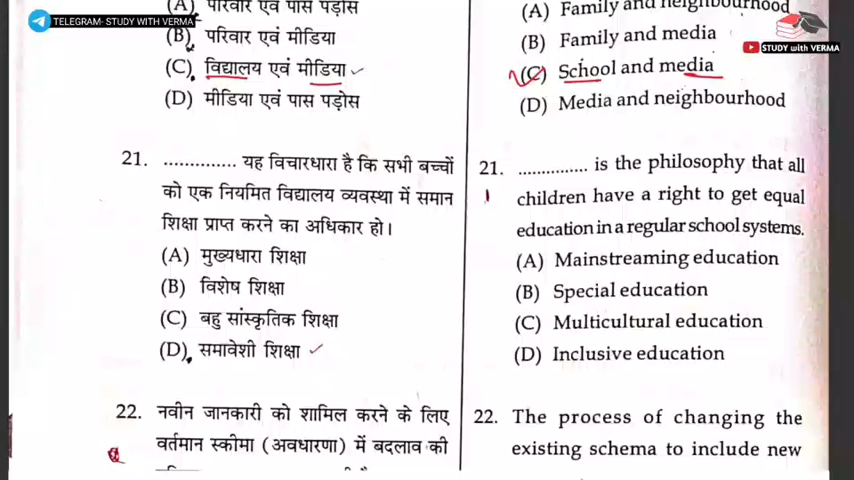 TELEGRAM- STUDY WITH VERMA
(A) परिवार एवं पास पड़ोस
(B) परिवार एवं मीडिया
(C) विद्यालय एवं मीडिया
(D) मीडिया एवं पास पड़ोस
21. .............. यह विचारधारा है कि सभी बच्चों
को एक नियमित विद्यालय व्यवस्था में समान
शिक्षा प्राप्त करने का अधिकार हो।
(A) मुख्यधारा शिक्षा
(B) विशेष शिक्षा
(C) बहु सांस्कृतिक शिक्षा
(D) समावेशी शिक्षा
22. नवीन जानकारी को शामिल करने के लिए
वर्तमान स्कीमा (अवधारणा) में बदलाव की
STUDY with VERMA
(A) Family and neighbourhood
(B) Family and media
(C) School and media
(D) Media and neighbourhood
21. ............... is the philosophy that all
children have a right to get equal
education in a regular school systems.
(A) Mainstreaming education
(B) Special education
(C) Multicultural education
(D) Inclusive education
22. The process of changing the
existing schema to include new